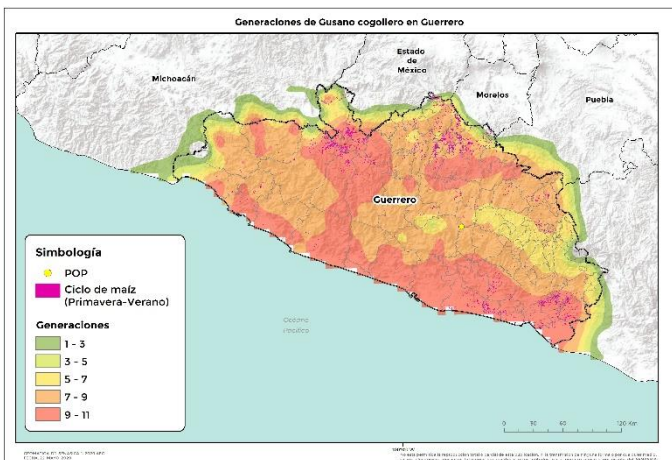 Generaciones de Gusano cogollero en Guerrero
Estado
de
México
Michoacán
Morelos
Puebla
Guerrero
Simbología
POP
Ciclo de maíz
(Primavera-Verano)
Generaciones
1 - 3
3 - 5
5 - 7
7 - 9
9 - 11
Océano
Pacífico
0 30 60 120 Km